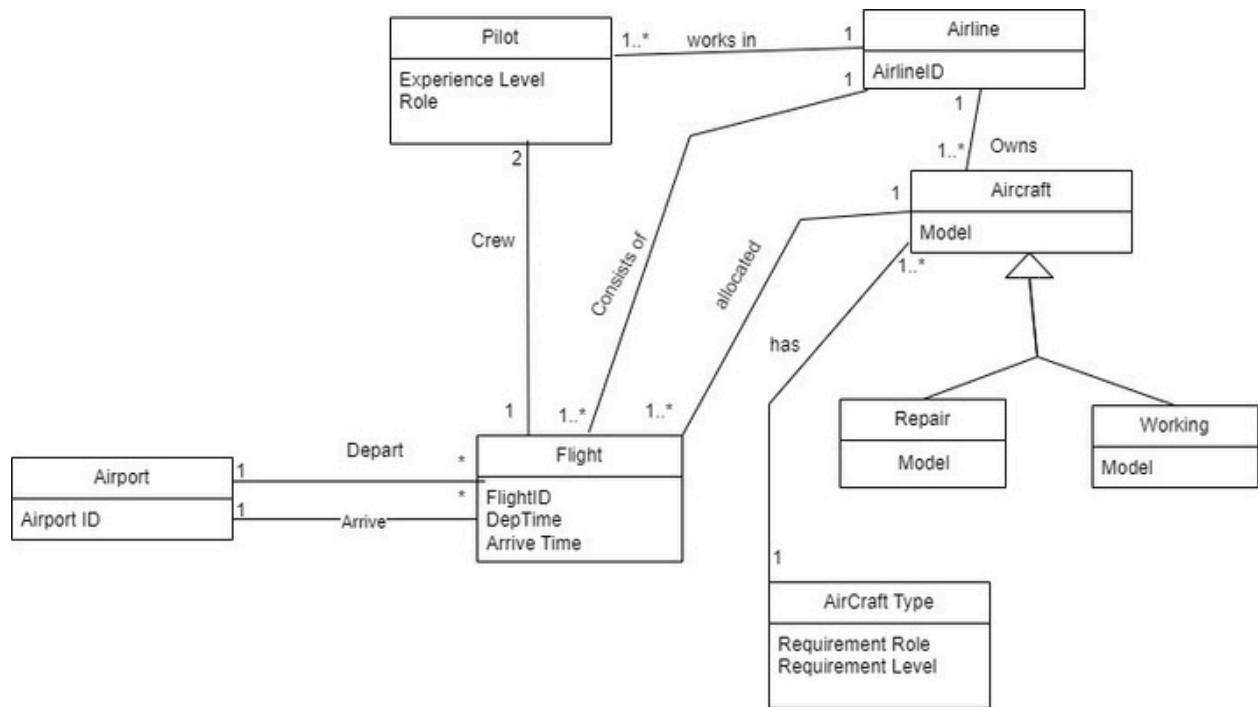 Pilot
Experience Level
Role
1..*
works in
1
Airline
AirlineID
1
1
1..*
Owns
2
Crew
1
Consists of
1..*
allocated
1
1..*
Aircraft
Model
1..*
has
1
Repair
Model
Working
Model
Airport
Airport ID
1
Depart
*
1
Arrive
*
Flight
FlightID
DepTime
Arrive Time
AirCraft Type
Requirement Role
Requirement Level